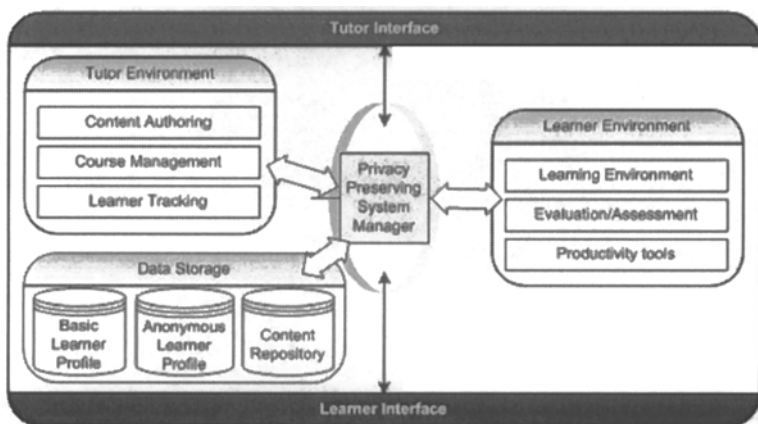 Tutor Interface
Tutor Environment
Content Authoring
Course Management
Learner Tracking
Privacy
Preserving
System
Manager
Learner Environment
Learning Environment
Evaluation/Assessment
Productivity tools
Data Storage
Basic
Learner
Profile
Anonymous
Learner
Profile
Content
Repository
Learner Interface